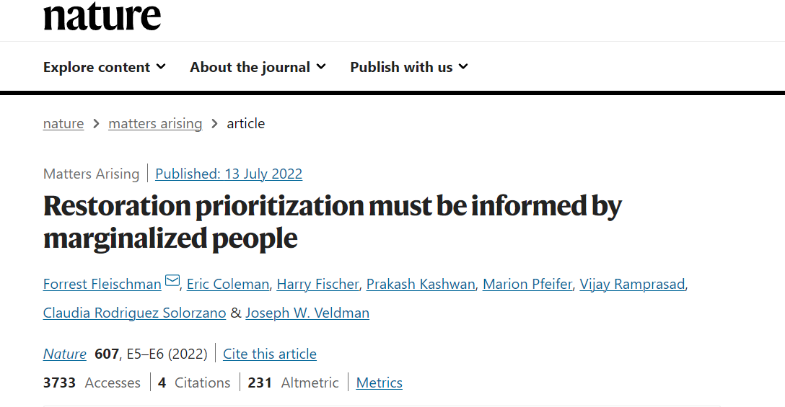 nature
Explore content About the journal Publish with us
nature > matters arising > article
Matters Arising | Published: 13 July 2022
Restoration prioritization must be informed by
marginalized people
Forrest Fleischman, Eric Coleman, Harry Fischer, Prakash Kashwan, Marion Pfeifer, Vijay Ramprasad,
Claudia Rodriguez Solorzano & Joseph W. Veldman
Nature 607, E5–E6 (2022) | Cite this article
3733 Accesses | 4 Citations | 231 Altmetric | Metrics